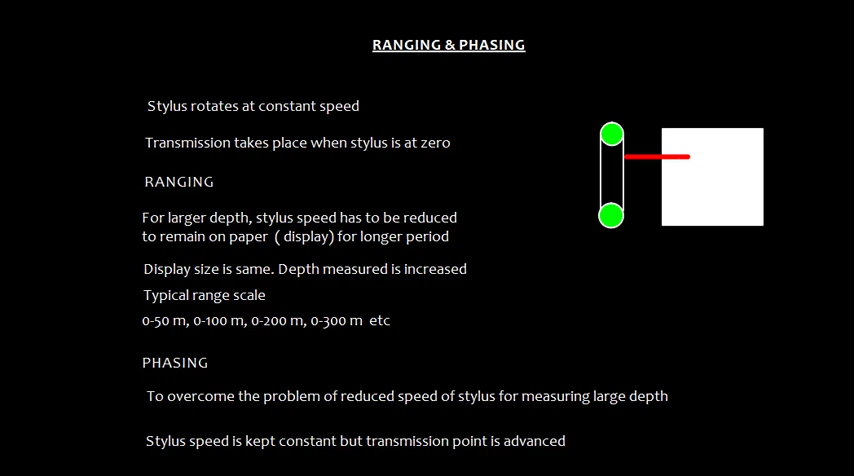 RANGING & PHASING
Stylus rotates at constant speed
Transmission takes place when stylus is at zero
RANGING
For larger depth, stylus speed has to be reduced
to remain on paper ( display) for longer period
Display size is same. Depth measured is increased
Typical range scale
0-50 m, 0-100 m, 0-200 m, 0-300 m etc
PHASING
To overcome the problem of reduced speed of stylus for measuring large depth
Stylus speed is kept constant but transmission point is advanced